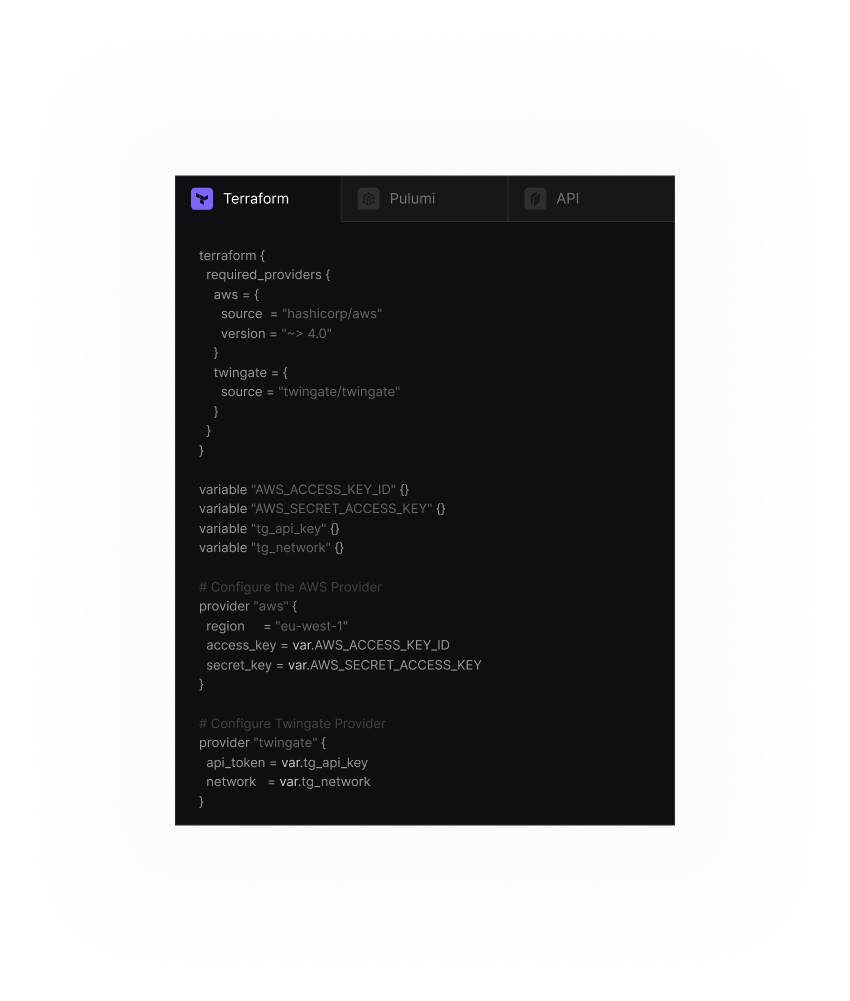 Terraform
Pulumi
API
terraform {
  required_providers {
    aws = {
      source  = "hashicorp/aws"
      version = "~> 4.0"
    }
    twingate = {
      source = "twingate/twingate"
    }
  }
}

variable "AWS_ACCESS_KEY_ID" {}
variable "AWS_SECRET_ACCESS_KEY" {}
variable "tg_api_key" {}
variable "tg_network" {}

# Configure the AWS Provider
provider "aws" {
  region     = "eu-west-1"
  access_key = var.AWS_ACCESS_KEY_ID
  secret_key = var.AWS_SECRET_ACCESS_KEY
}

# Configure Twingate Provider
provider "twingate" {
  api_token = var.tg_api_key
  network   = var.tg_network
}